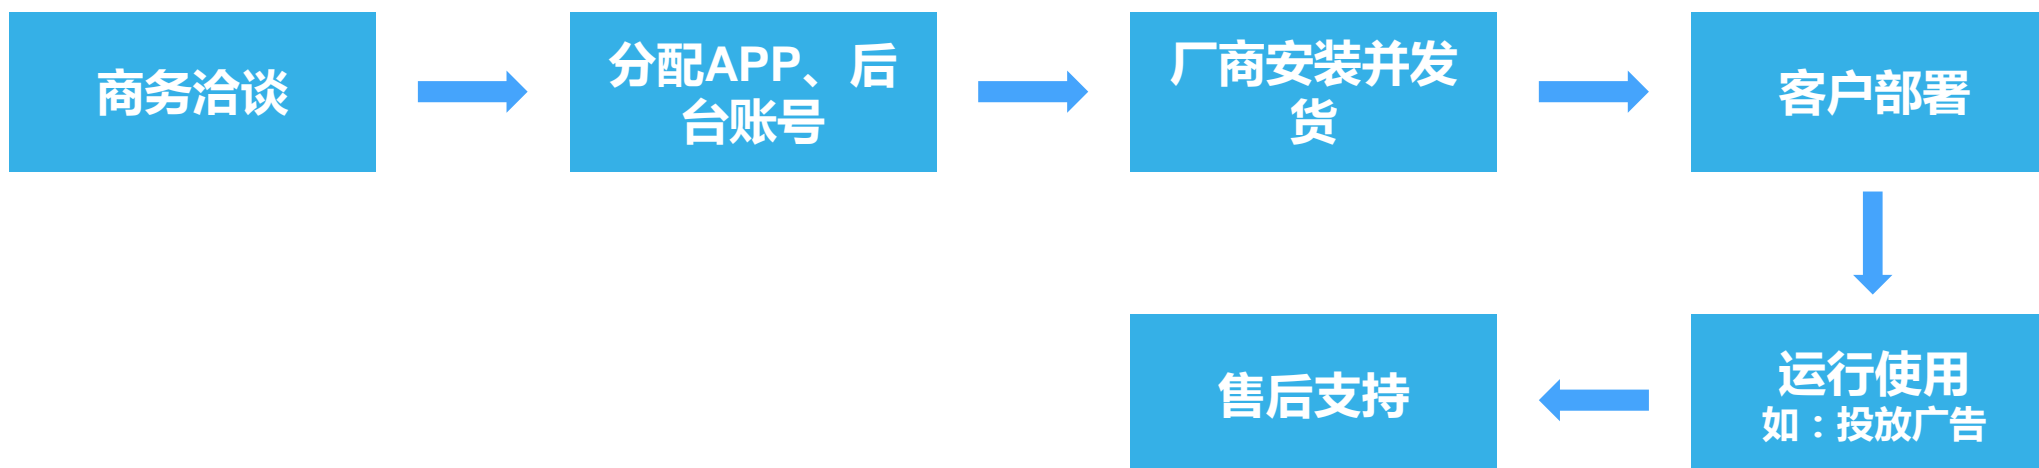 商务洽谈
分配APP、后
台账号
厂商安装并发
货
客户部署
运行使用
如：投放广告
售后支持